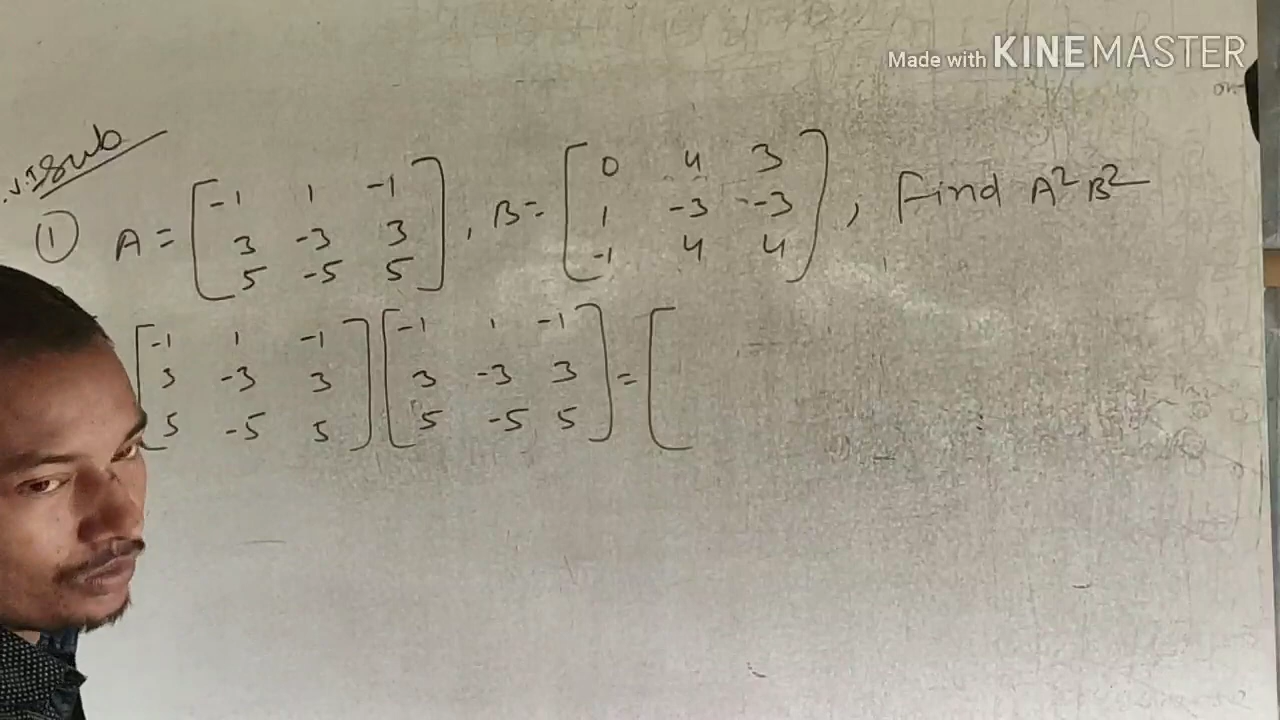 Made with KINEMASTER
Sub
① A = [ -1 1 -1 ] , B = [ 0 4 3 ] , Find A² B²
3 -3 3 1 -3 -3
5 -5 5 -1 4 4
[ -1 1 -1 ] [ -1 1 -1 ] = [
3 -3 3 3 -3 3
5 -5 5 5 -5 5